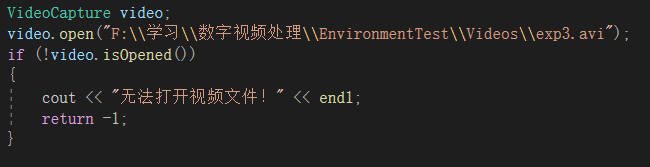 VideoCapture video;
video.open("F:\\学习\\数字视频处理\\EnvironmentTest\\Videos\\exp3.avi");
if (!video.isOpened())
{
cout << "无法打开视频文件！" << endl;
return -1;
}